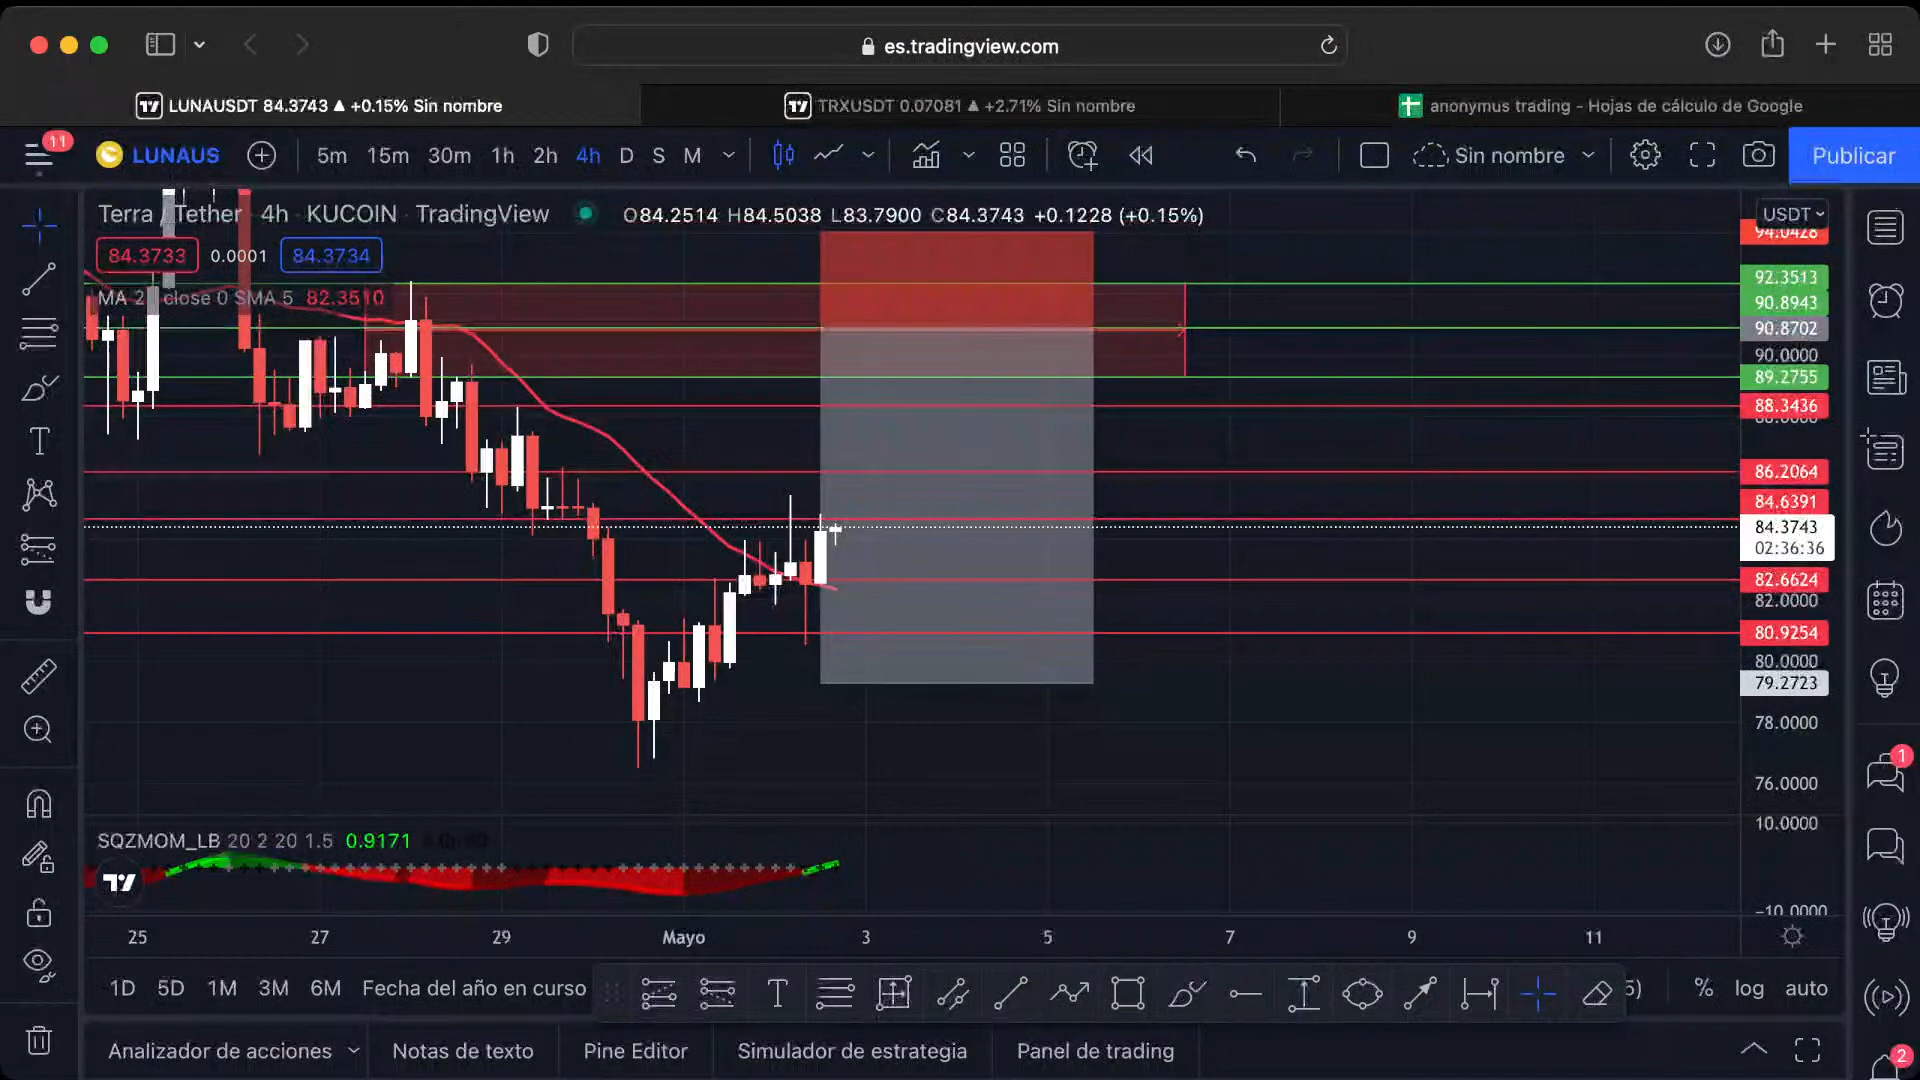 es.tradingview.com
LUNAUSDT 84.3743 ▲ +0.15% Sin nombre
TRXUSDT 0.07081 ▲ +2.71% Sin nombre
anonymus trading - Hojas de cálculo de Google
11
LUNAUS
5m 15m 30m 1h 2h 4h D S M
Sin nombre
Publicar
Terra / Tether 4h KUCOIN TradingView
O84.2514 H84.5038 L83.7900 C84.3743 +0.1228 (+0.15%)
USDT
94.0428
84.3733 0.0001 84.3734
92.3513
MA 2 close 0 SMA 5 82.3510
90.8943
90.8702
90.0000
89.2755
88.3436
88.0000
86.2064
84.6391
84.3743
02:36:36
82.6624
82.0000
80.9254
80.0000
79.2723
78.0000
1
76.0000
10.0000
SQZMOM_LB 20 2 20 1.5 0.9171
-10.0000
25 27 29 Mayo 3 5 7 9 11
1D 5D 1M 3M 6M Fecha del año en curso
T
5)
% log auto
Analizador de acciones Notas de texto Pine Editor Simulador de estrategia Panel de trading
2